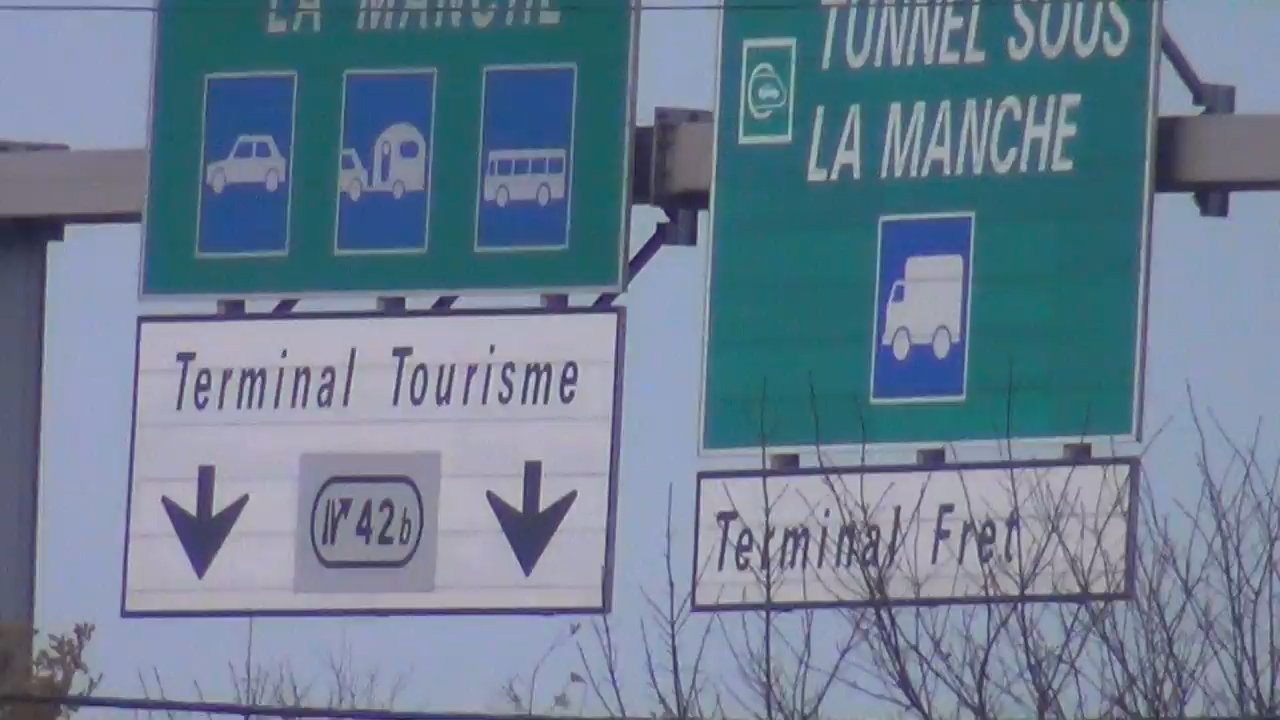 LA MANCHE
Terminal Tourisme
42b
TUNNEL SOUS
LA MANCHE
Terminal Fret